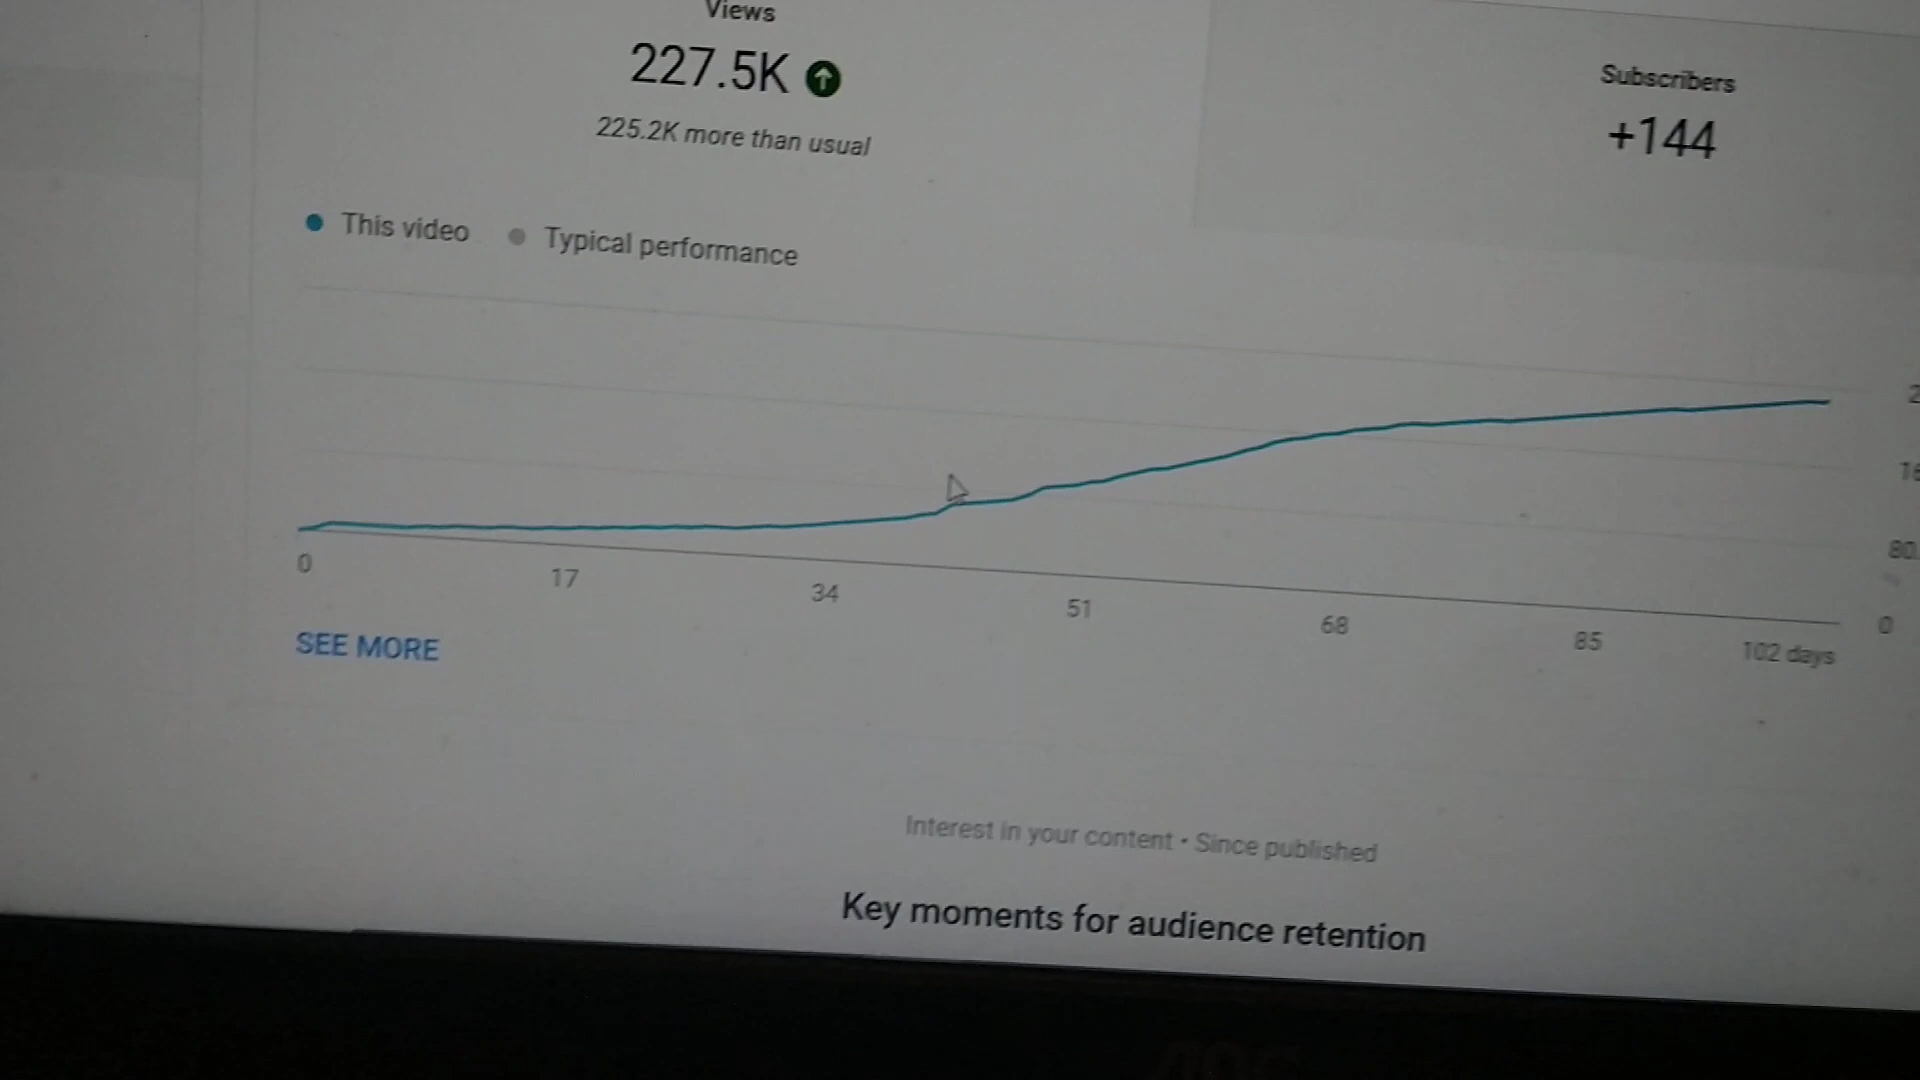 Views
227.5K
225.2K more than usual
Subscribers
+144
This video
Typical performance
80.
0
0
17
34
51
68
85
102 days
SEE MORE
Interest in your content • Since published
Key moments for audience retention